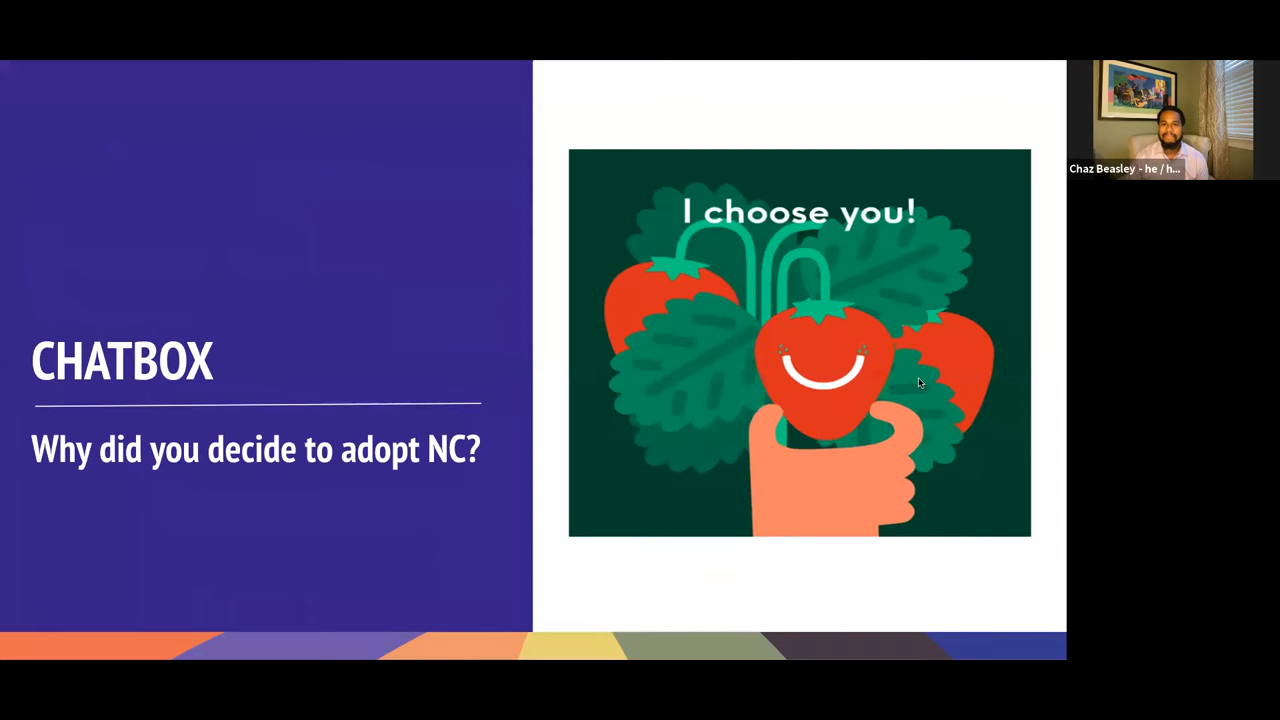 CHATBOX
Why did you decide to adopt NC?
I choose you!
Chaz Beasley - he / h...